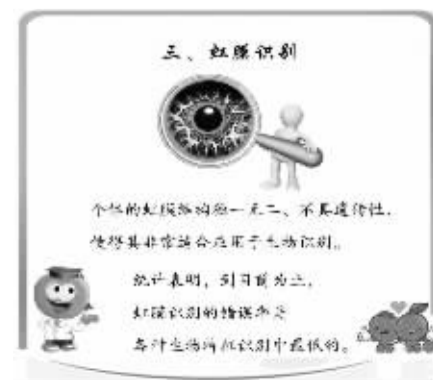 三、虹膜识别
个体的虹膜结构独一无二、不具遗传性，
使得其非常适合应用于生物识别。
统计表明，到目前为止，
虹膜识别的错误率是
各种生物特征识别中最低的。